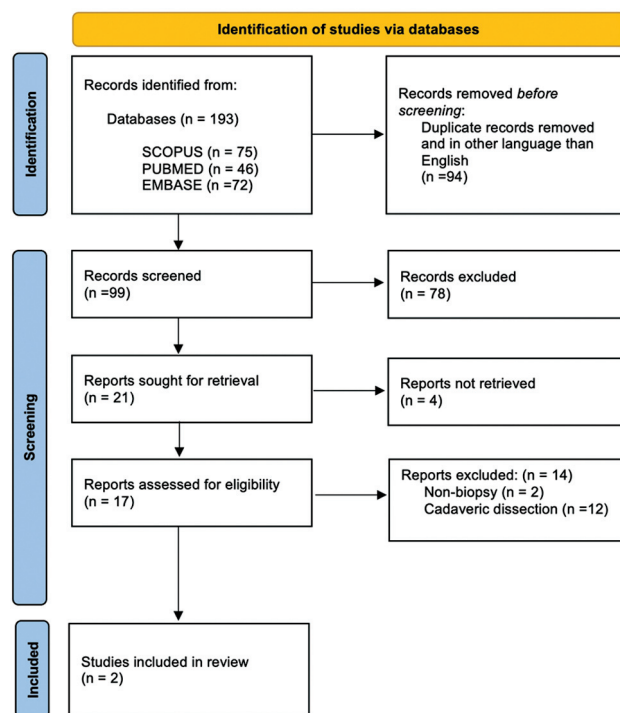 Identification of studies via databases
Identification
Records identified from:
Databases (n = 193)
SCOPUS (n = 75)
PUBMED (n = 46)
EMBASE (n =72)
Records removed before
screening:
Duplicate records removed
and in other language than
English
(n =94)
Screening
Records screened
(n =99)
Records excluded
(n = 78)
Reports sought for retrieval
(n = 21)
Reports not retrieved
(n = 4)
Reports assessed for eligibility
(n = 17)
Reports excluded: (n = 14)
Non-biopsy (n = 2)
Cadaveric dissection (n =12)
Included
Studies included in review
(n = 2)